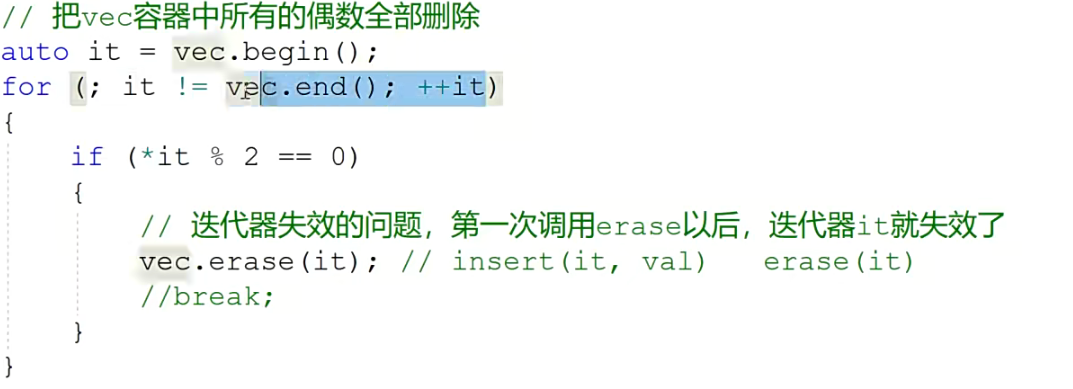 // 把vec容器中所有的偶数全部删除
auto it = vec.begin();
for (; it != vec.end(); ++it)
{
    if (*it % 2 == 0)
    {
        // 迭代器失效的问题，第一次调用erase以后，迭代器it就失效了
        vec.erase(it); // insert(it, val)   erase(it)
        //break;
    }
}